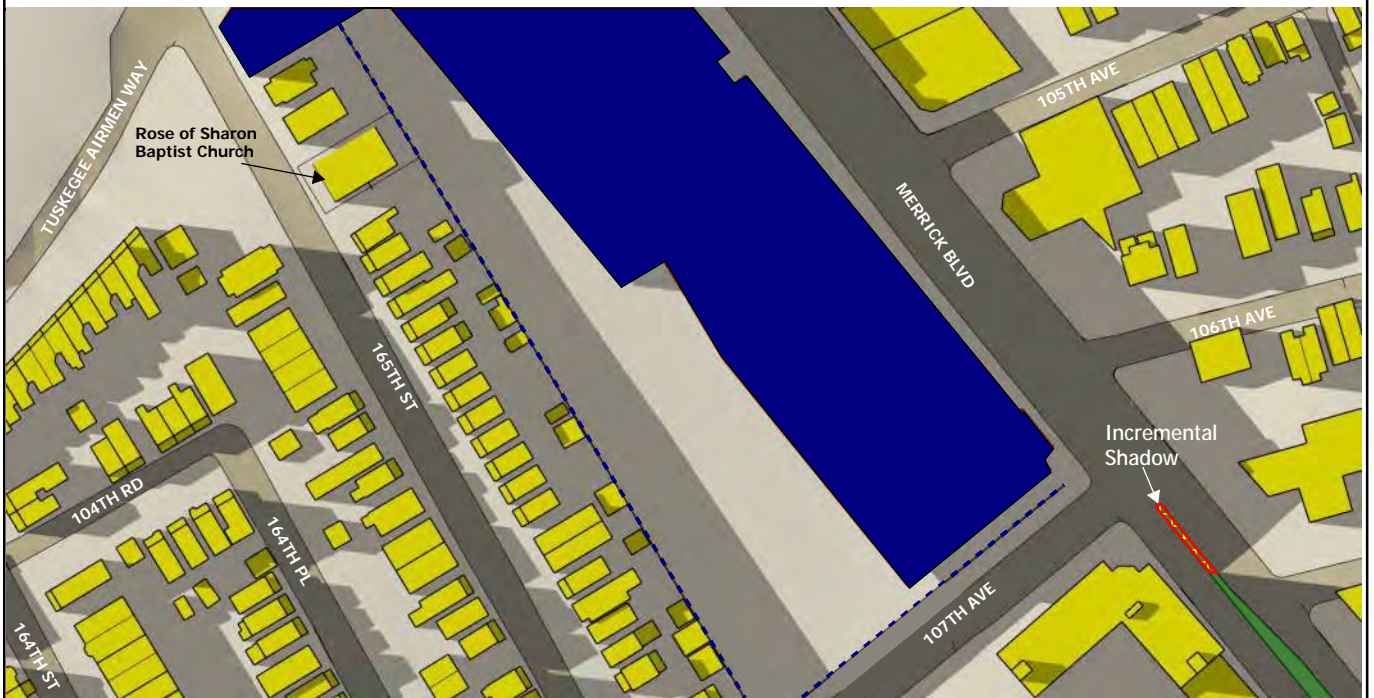 TUSKEGEE AIRMEN WAY
Rose of Sharon
Baptist Church
105TH AVE
MERRICK BLVD
106TH AVE
165TH ST
Incremental
Shadow
104TH RD
164TH PL
107TH AVE
164TH ST